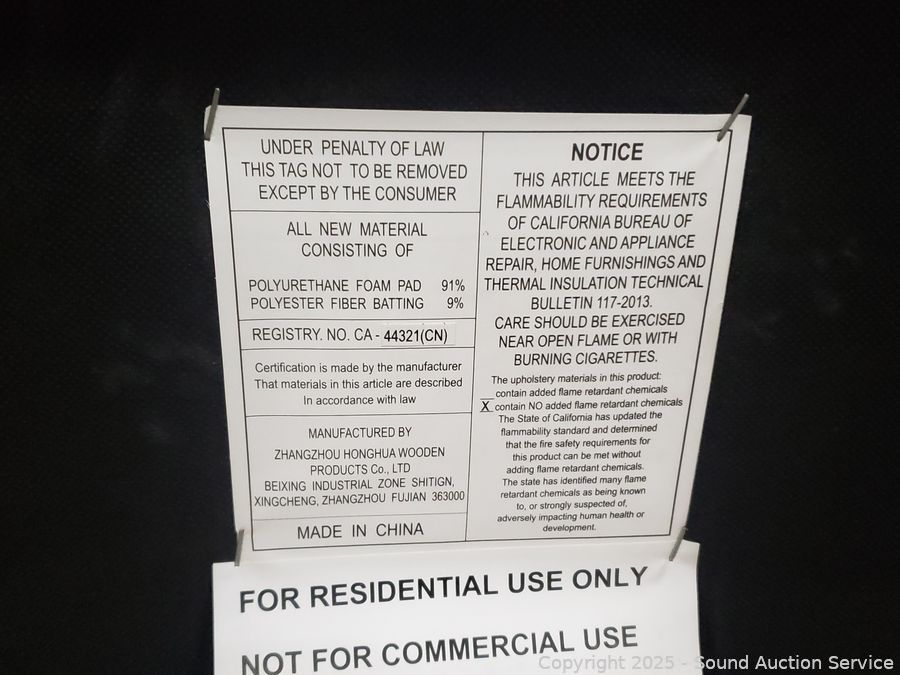 UNDER PENALTY OF LAW
THIS TAG NOT TO BE REMOVED
EXCEPT BY THE CONSUMER
ALL NEW MATERIAL
CONSISTING OF
POLYURETHANE FOAM PAD 91%
POLYESTER FIBER BATTING 9%
REGISTRY. NO. CA - 44321(CN)
Certification is made by the manufacturer
That materials in this article are described
In accordance with law
MANUFACTURED BY
ZHANGZHOU HONGHUA WOODEN
PRODUCTS Co., LTD
BEIXING INDUSTRIAL ZONE SHITIGN,
XINGCHENG, ZHANGZHOU FUJIAN 363000
MADE IN CHINA
NOTICE
THIS ARTICLE MEETS THE
FLAMMABILITY REQUIREMENTS
OF CALIFORNIA BUREAU OF
ELECTRONIC AND APPLIANCE
REPAIR, HOME FURNISHINGS AND
THERMAL INSULATION TECHNICAL
BULLETIN 117-2013.
CARE SHOULD BE EXERCISED
NEAR OPEN FLAME OR WITH
BURNING CIGARETTES.
The upholstery materials in this product:
contain added flame retardant chemicals
X contain NO added flame retardant chemicals
The State of California has updated the
flammability standard and determined
that the fire safety requirements for
this product can be met without
adding flame retardant chemicals.
The state has identified many flame
retardant chemicals as being known
to, or strongly suspected of,
adversely impacting human health or
development.
FOR RESIDENTIAL USE ONLY
NOT FOR COMMERCIAL USE
Copyright 2025 - Sound Auction Service